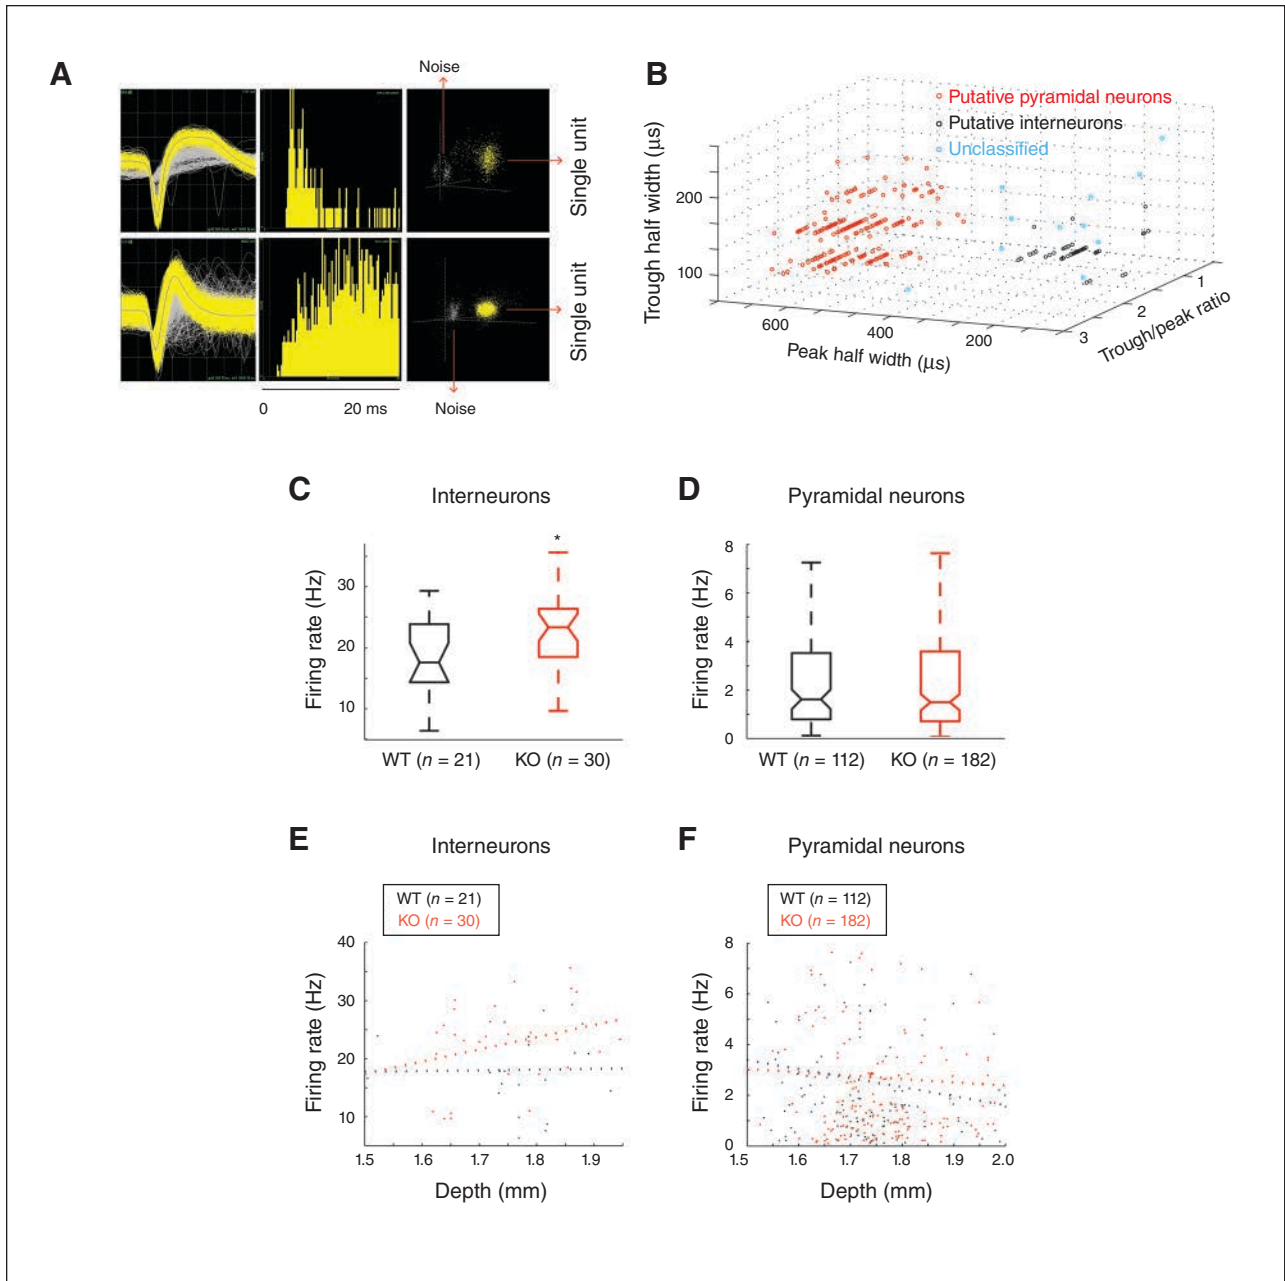 A
Noise
Single unit
Single unit
0
20 ms
Noise
B
Putative pyramidal neurons
Putative interneurons
Unclassified
Trough half width (µs)
200
100
600
400
200
Peak half width (µs)
3
2
1
Trough/peak ratio
C
Interneurons
*
Firing rate (Hz)
30
20
10
WT (n = 21)
KO (n = 30)
D
Pyramidal neurons
Firing rate (Hz)
8
6
4
2
0
WT (n = 112)
KO (n = 182)
E
Interneurons
WT (n = 21)
KO (n = 30)
Firing rate (Hz)
40
30
20
10
1.5 1.6 1.7 1.8 1.9
Depth (mm)
F
Pyramidal neurons
WT (n = 112)
KO (n = 182)
Firing rate (Hz)
8
6
4
2
0
1.5 1.6 1.7 1.8 1.9 2.0
Depth (mm)